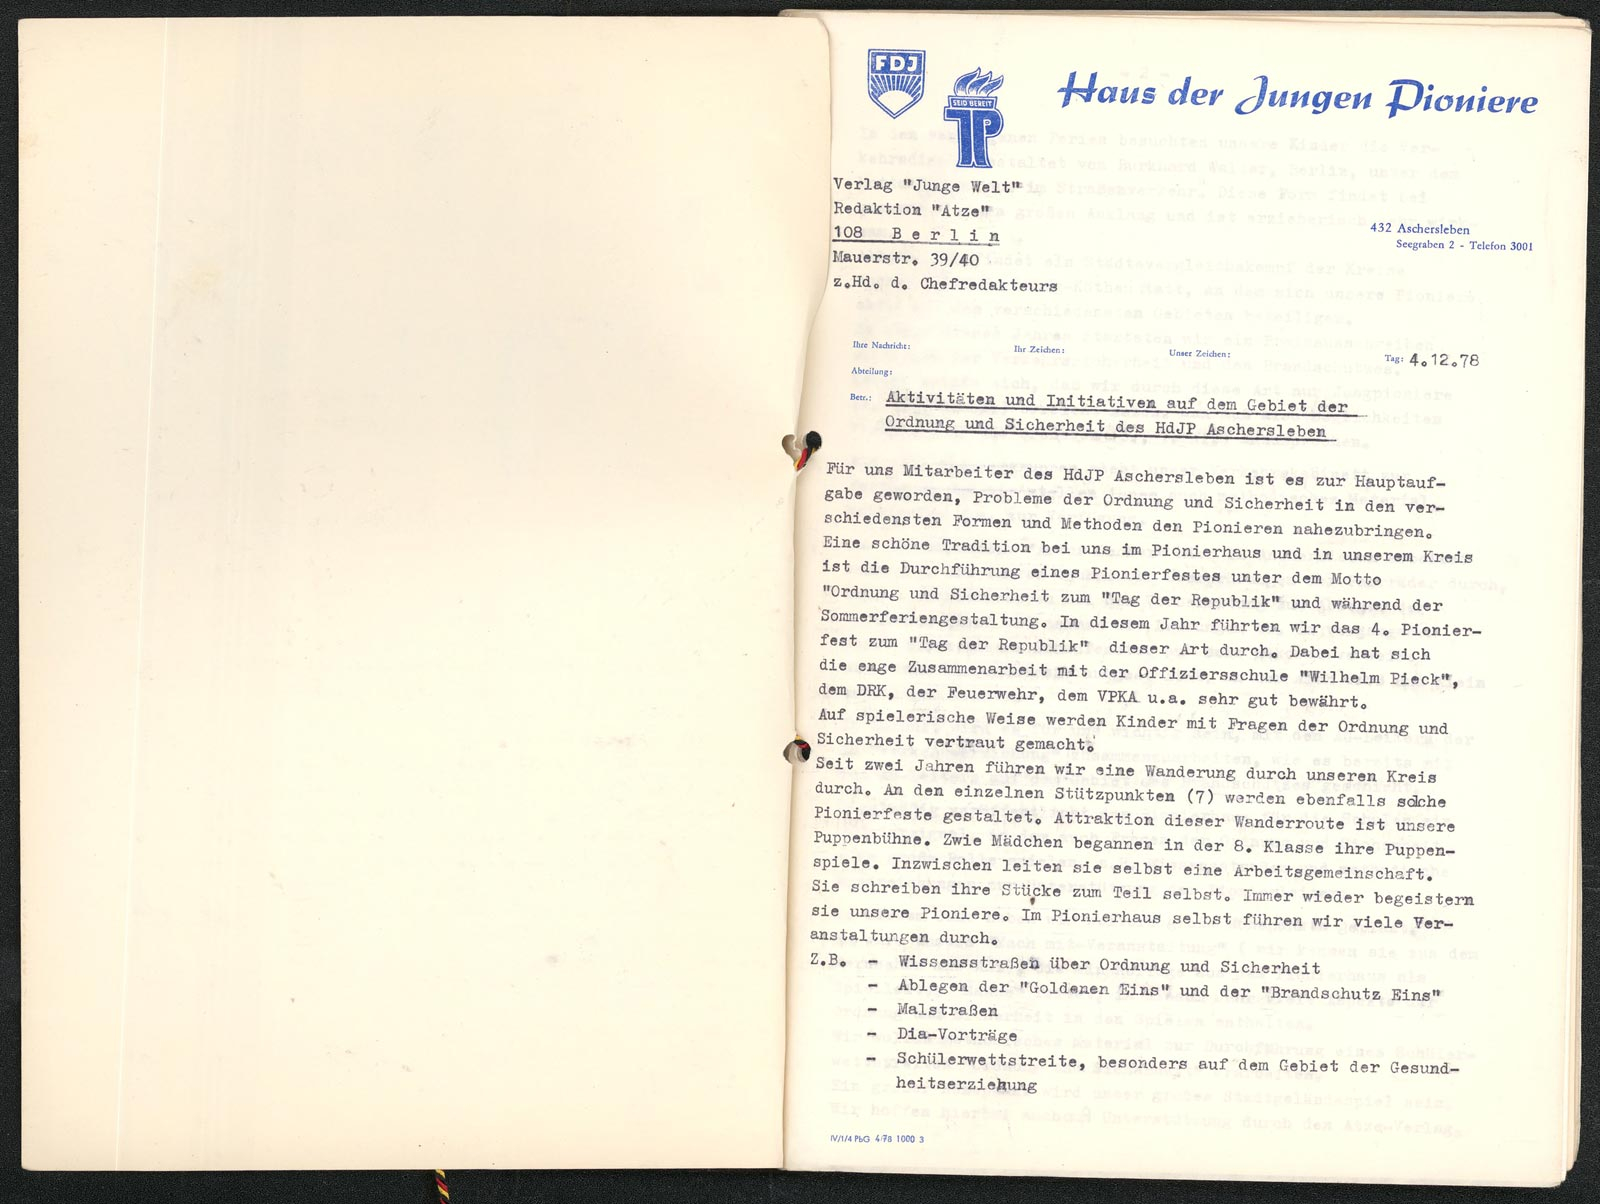 FDJ
SEID BEREIT
JP
Haus der Jungen Pioniere
Verlag "Junge Welt"
Redaktion "Atze"
108 B e r l i n
Mauerstr. 39/40
z.Hd. d. Chefredakteurs
432 Aschersleben
Seegraben 2 - Telefon 3001
Ihre Nachricht: Ihr Zeichen: Unser Zeichen: Tag: 4.12.78
Abteilung:
Betr.: Aktivitäten und Initiativen auf dem Gebiet der
Ordnung und Sicherheit des HdJP Aschersleben
Für uns Mitarbeiter des HdJP Aschersleben ist es zur Hauptauf-
gabe geworden, Probleme der Ordnung und Sicherheit in den ver-
schiedensten Formen und Methoden den Pionieren nahezubringen.
Eine schöne Tradition bei uns im Pionierhaus und in unserem Kreis
ist die Durchführung eines Pionierfestes unter dem Motto
"Ordnung und Sicherheit zum "Tag der Republik" und während der
Sommerferiengestaltung. In diesem Jahr führten wir das 4. Pionier-
fest zum "Tag der Republik" dieser Art durch. Dabei hat sich
die enge Zusammenarbeit mit der Offiziersschule "Wilhelm Pieck",
dem DRK, der Feuerwehr, dem VPKA u.a. sehr gut bewährt.
Auf spielerische Weise werden Kinder mit Fragen der Ordnung und
Sicherheit vertraut gemacht.
Seit zwei Jahren führen wir eine Wanderung durch unseren Kreis
durch. An den einzelnen Stützpunkten (7) werden ebenfalls solche
Pionierfeste gestaltet. Attraktion dieser Wanderroute ist unsere
Puppenbühne. Zwie Mädchen begannen in der 8. Klasse ihre Puppen-
spiele. Inzwischen leiten sie selbst eine Arbeitsgemeinschaft.
Sie schreiben ihre Stücke zum Teil selbst. Immer wieder begeistern
sie unsere Pioniere. Im Pionierhaus selbst führen wir viele Ver-
anstaltungen durch.
Z.B. - Wissensstraßen über Ordnung und Sicherheit
- Ablegen der "Goldenen Eins" und der "Brandschutz Eins"
- Malstraßen
- Dia-Vorträge
- Schülerwettstreite, besonders auf dem Gebiet der Gesund-
heitserziehung
IV/1/4 PbG 4/78 1000 3